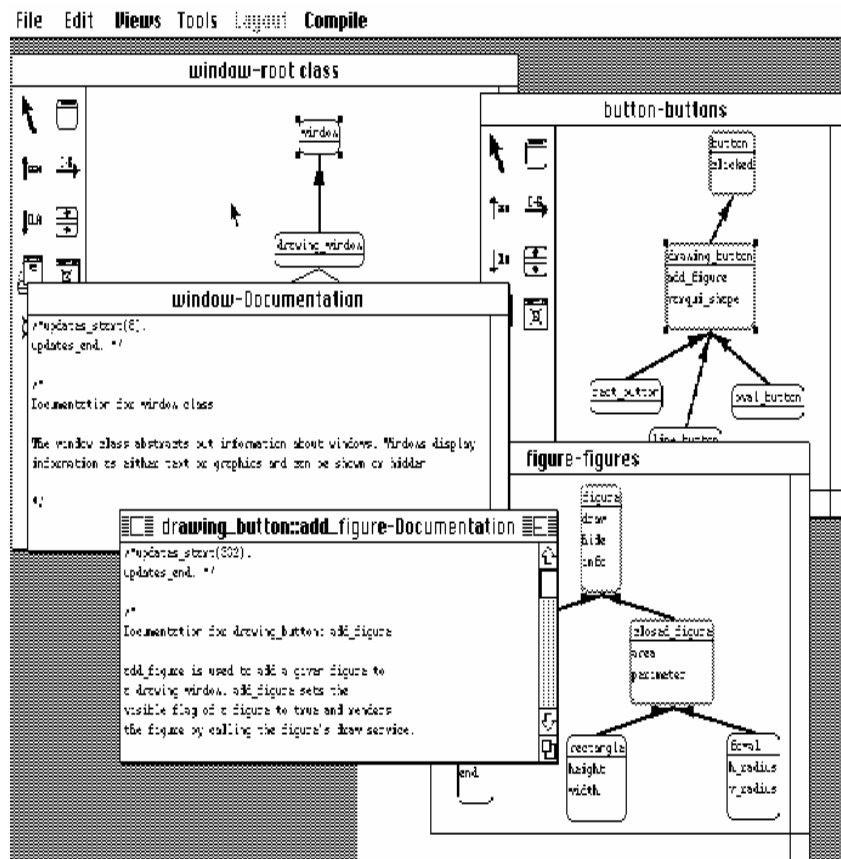 File Edit Views Tools Layout Compile
window-root class
window
drawing_window
button-buttons
button
clicked
drawing_button
add_figure
rect_button
oval_button
line_button
window-Documentation
/*updates_start(6).
updates_end. */
/*
Documentation for window class
The window class abstracts out information about windows. Windows display
information as either text or graphics and can be shown or hidden
*/
figure-figures
figure
draw
hide
info
closed_figure
area
perimeter
rectangle
height
width
h_radius
v_radius
end
drawing_button::add_figure-Documentation
/*updates_start(302).
updates_end. */
/*
Documentation for drawing_button: add_figure
add_figure is used to add a given figure to
a drawing window. add_figure sets the
visible flag of a figure to true and renders
the figure by calling the figure's draw service.